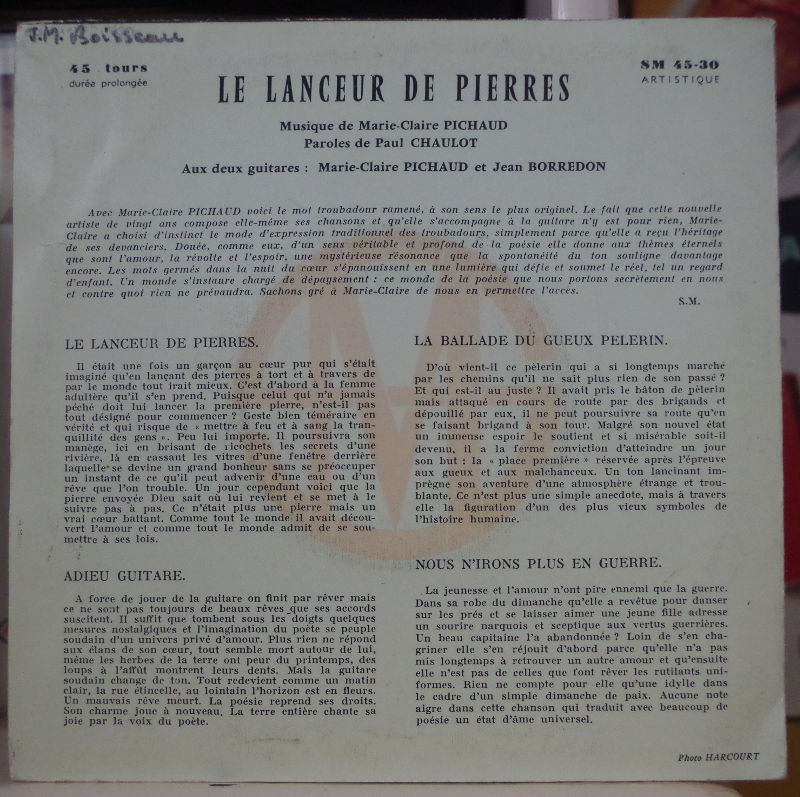 J.M. Boisseau
45 tours
durée prolongée
SM 45-30
ARTISTIQUE
LE LANCEUR DE PIERRES
Musique de Marie-Claire PICHAUD
Paroles de Paul CHAULOT
Aux deux guitares : Marie-Claire PICHAUD et Jean BORREDON
Avec Marie-Claire PICHAUD voici le mot troubadour ramené, à son sens le plus originel. Le fait que cette nouvelle
artiste de vingt ans compose elle-même ses chansons et qu'elle s'accompagne à la guitare n'y est pour rien, Marie-
Claire a choisi d'instinct le mode d'expression traditionnel des troubadours, simplement parce qu'elle a reçu l'héritage
de ses devanciers. Douée, comme eux, d'un sens véritable et profond de la poésie elle donne aux thèmes éternels
que sont l'amour, la révolte et l'espoir, une mystérieuse résonance que la spontanéité du ton souligne davantage
encore. Les mots germés dans la nuit du cœur s'épanouissent en une lumière qui défie et soumet le réel, tel un regard
d'enfant. Un monde s'instaure chargé de dépaysement : ce monde de la poésie que nous portons secrètement en nous
et contre quoi rien ne prévaudra. Sachons gré à Marie-Claire de nous en permettre l'accès.
S.M.
LE LANCEUR DE PIERRES.
Il était une fois un garçon au cœur pur qui s'était
imaginé qu'en lançant des pierres à tort et à travers de
par le monde tout irait mieux. C'est d'abord à la femme
adultère qu'il s'en prend. Puisque celui qui n'a jamais
péché doit lui lancer la première pierre, n'est-il pas
tout désigné pour commencer ? Geste bien téméraire en
vérité et qui risque de « mettre à feu et à sang la tran-
quillité des gens ». Peu lui importe. Il poursuivra son
manège, ici en brisant de ricochets les secrets d'une
rivière, là en cassant les vitres d'une fenêtre derrière
laquelle se devine un grand bonheur sans se préoccuper
un instant de ce qu'il peut advenir d'une eau ou d'un
rêve que l'on trouble. Un jour cependant voici que la
pierre envoyée Dieu sait où lui revient et se met à le
suivre pas à pas. Ce n'était plus une pierre mais un
vrai cœur battant. Comme tout le monde il avait décou-
vert l'amour et comme tout le monde admit de se sou-
mettre à ses lois.
ADIEU GUITARE.
A force de jouer de la guitare on finit par rêver mais
ce ne sont pas toujours de beaux rêves que ses accords
suscitent. Il suffit que tombent sous les doigts quelques
mesures nostalgiques et l'imagination du poète se peuple
soudain d'un univers privé d'amour. Plus rien ne répond
aux élans de son cœur, tout semble mort autour de lui,
même les herbes de la terre ont peur du printemps, des
loups à l'affût montrent leurs dents. Mais la guitare
soudain change de ton. Tout redevient comme un matin
clair, la rue étincelle, au lointain l'horizon est en fleurs.
Un mauvais rêve meurt. La poésie reprend ses droits.
Son charme joue à nouveau. La terre entière chante sa
joie par la voix du poète.
LA BALLADE DU GUEUX PELERIN.
D'où vient-il ce pèlerin qui a si longtemps marché
par les chemins qu'il ne sait plus rien de son passé ?
Et qui est-il au juste ? Il avait pris le bâton de pèlerin
mais attaqué en cours de route par des brigands et
dépouillé par eux, il ne peut poursuivre sa route qu'en
se faisant brigand à son tour. Malgré son nouvel état
un immense espoir le soutient et si misérable soit-il
devenu, il a la ferme conviction d'atteindre un jour
son but : la « place première » réservée après l'épreuve
aux gueux et aux malchanceux. Un ton lancinant im-
prègne son aventure d'une atmosphère étrange et trou-
blante. Ce n'est plus une simple anecdote, mais à travers
elle la figuration d'un des plus vieux symboles de
l'histoire humaine.
NOUS N'IRONS PLUS EN GUERRE.
La jeunesse et l'amour n'ont pire ennemi que la guerre.
Dans sa robe du dimanche qu'elle a revêtue pour danser
sur les prés et se laisser aimer une jeune fille adresse
un sourire narquois et sceptique aux vertus guerrières.
Un beau capitaine l'a abandonnée ? Loin de s'en cha-
griner elle s'en réjouit d'abord parce qu'elle n'a pas
mis longtemps à retrouver un autre amour et qu'ensuite
elle n'est pas de celles que font rêver les rutilants uni-
formes. Rien ne compte pour elle qu'une idylle dans
le cadre d'un simple dimanche de paix. Aucune note
aigre dans cette chanson qui traduit avec beaucoup de
poésie un état d'âme universel.
Photo HARCOURT